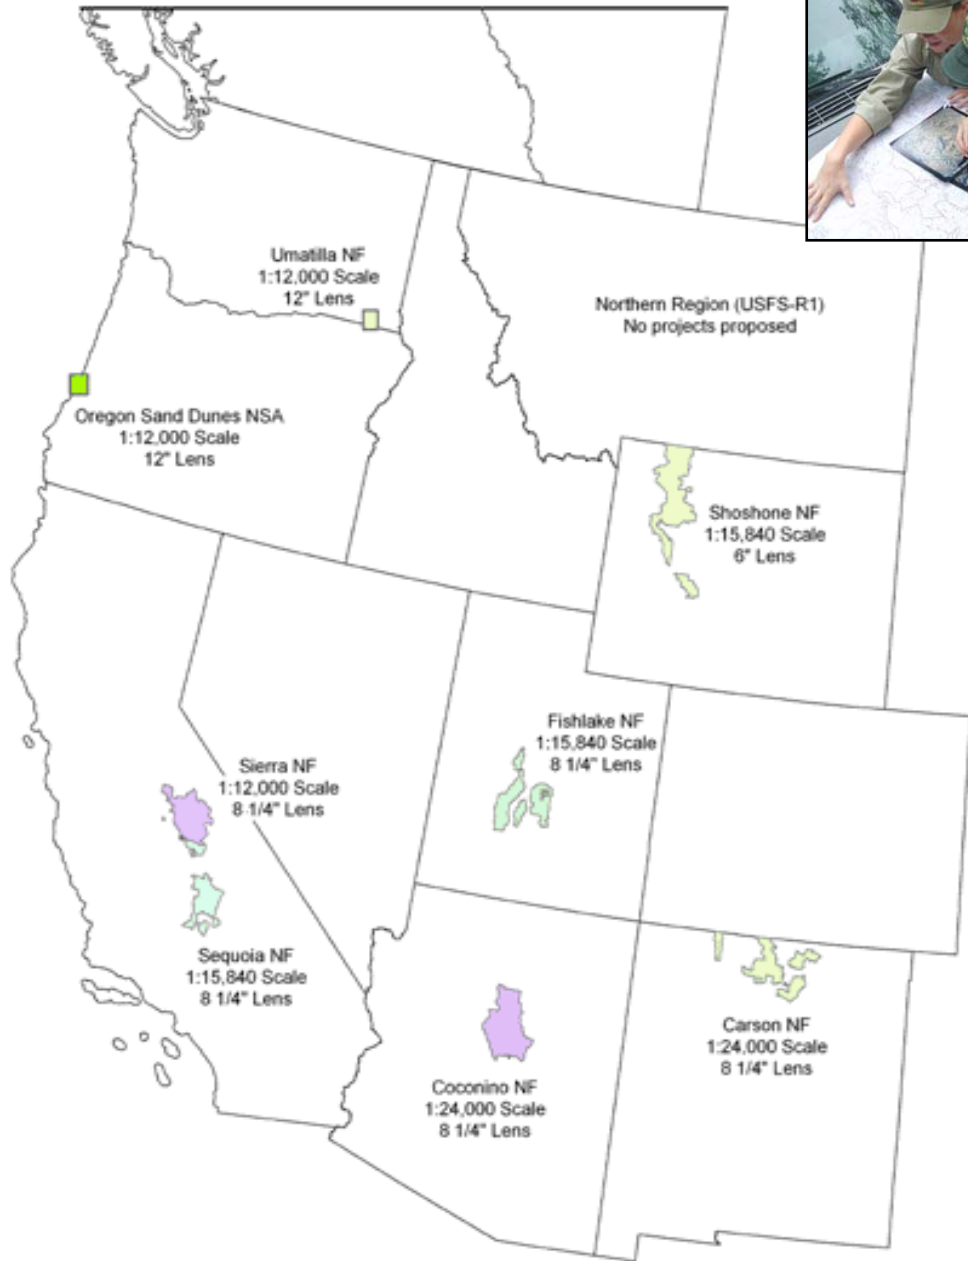 Umatilla NF
1:12,000 Scale
12" Lens
Northern Region (USFS-R1)
No projects proposed
Oregon Sand Dunes NSA
1:12,000 Scale
12" Lens
Shoshone NF
1:15,840 Scale
6" Lens
Fishlake NF
1:15,840 Scale
8 1/4" Lens
Sierra NF
1:12,000 Scale
8 1/4" Lens
Sequoia NF
1:15,840 Scale
8 1/4" Lens
Carson NF
1:24,000 Scale
8 1/4" Lens
Coconino NF
1:24,000 Scale
8 1/4" Lens